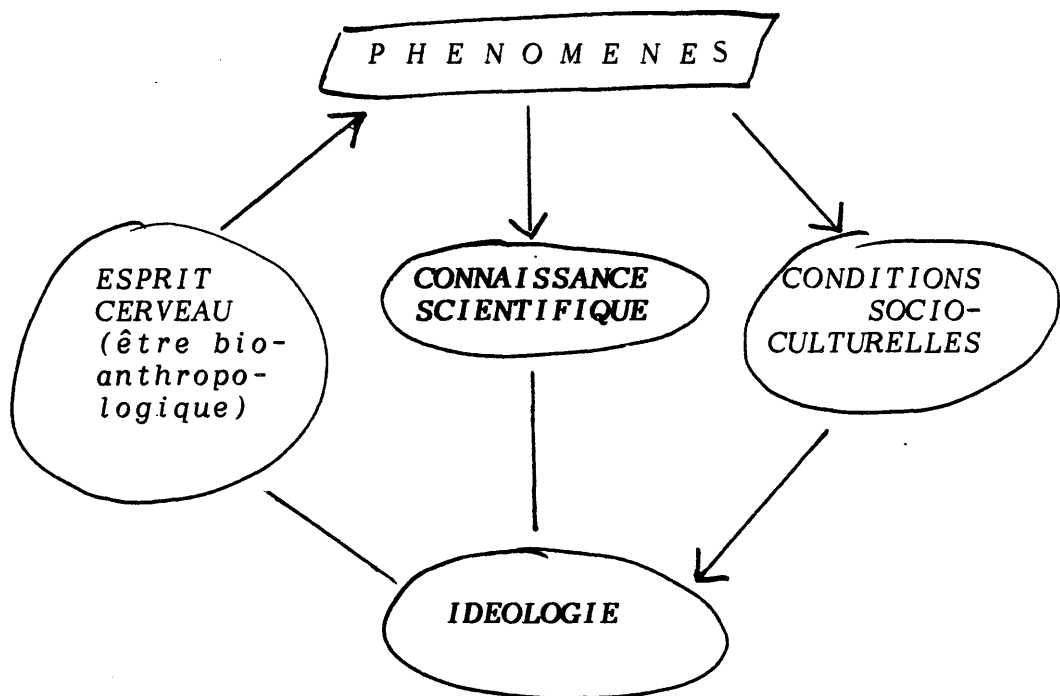 PHENOMENES
ESPRIT
CERVEAU
(être bio-
anthropo-
logique)
CONNAISSANCE
SCIENTIFIQUE
CONDITIONS
SOCIO-
CULTURELLES
IDEOLOGIE